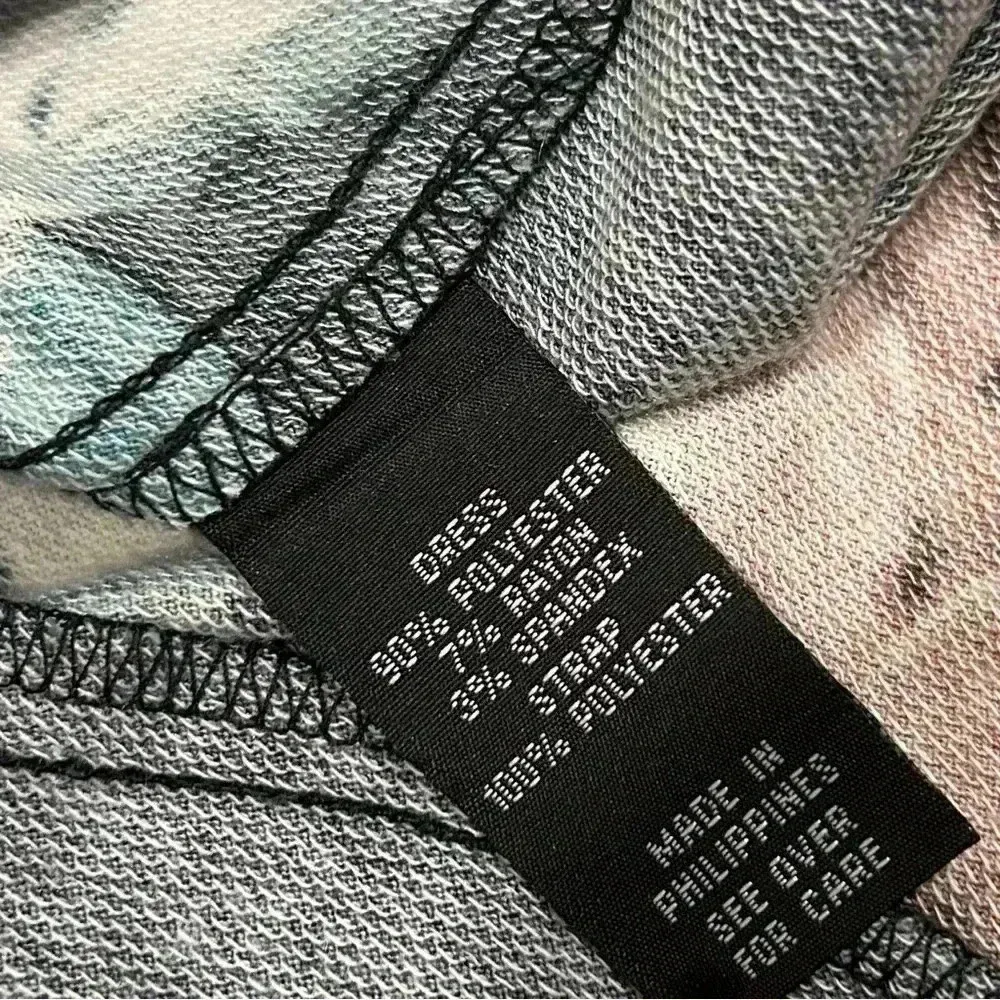 DRESS
90% POLYESTER
7% RAYON
3% SPANDEX
STRAP
100% POLYESTER
MADE IN
PHILIPPINES
SEE OVER
FOR CARE